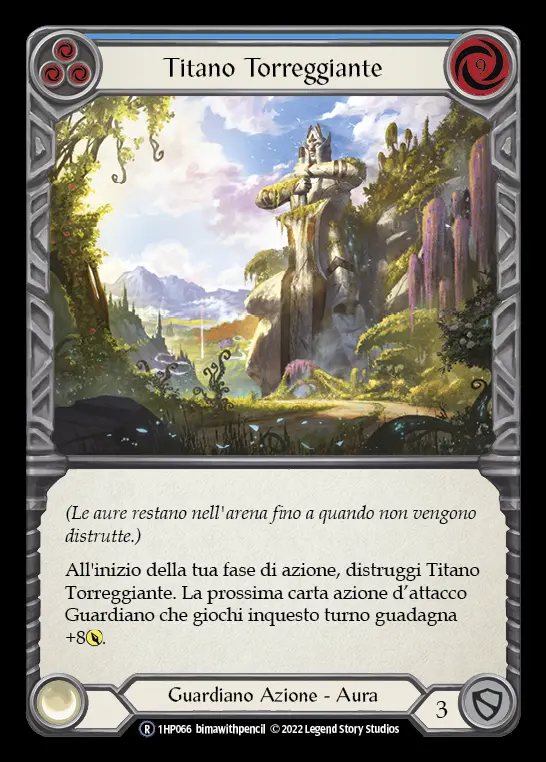 Titano Torreggiante
9
(Le aure restano nell'arena fino a quando non vengono
distrutte.)
All'inizio della tua fase di azione, distruggi Titano
Torreggiante. La prossima carta azione d’attacco
Guardiano che giochi inquesto turno guadagna
+8.
Guardiano Azione - Aura
3
R 1HP066 bimawithpencil © 2022 Legend Story Studios